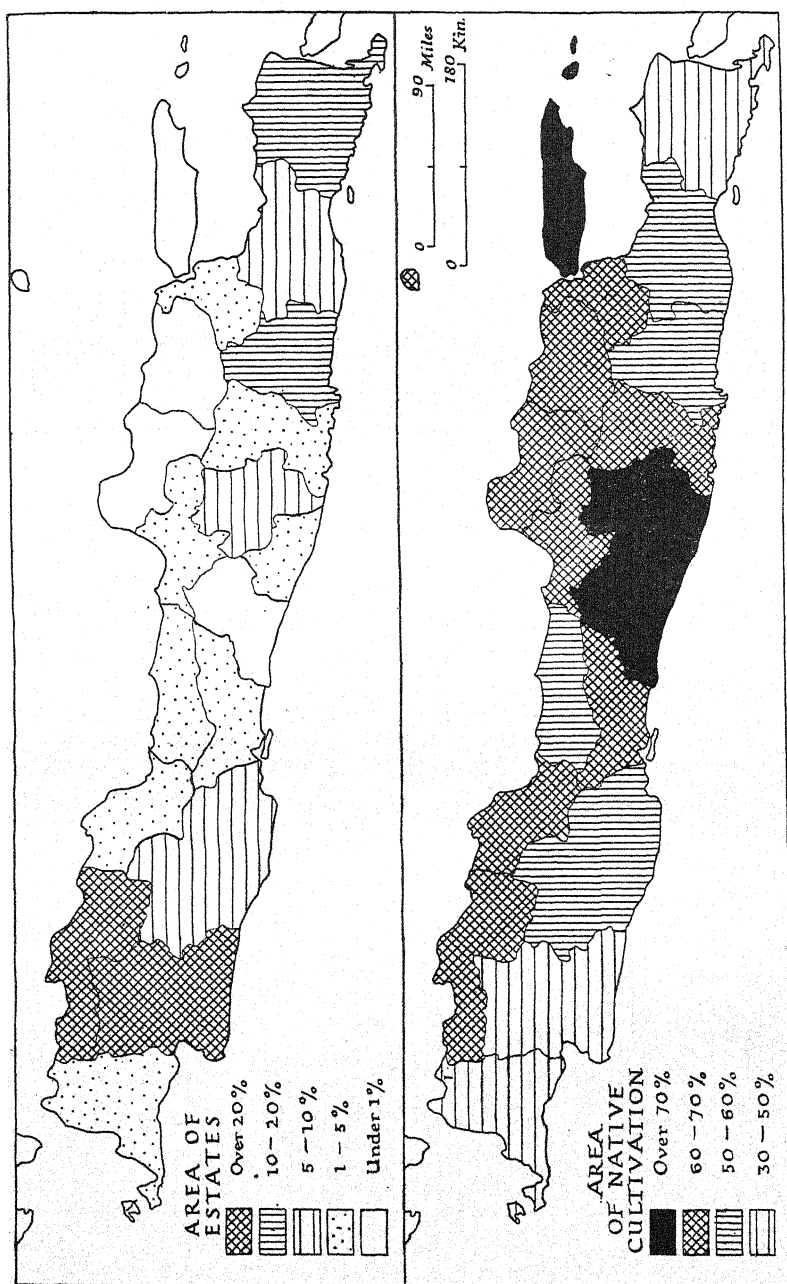 AREA OF
ESTATES
Over 20%
10 – 20%
5 – 10%
1 – 5%
Under 1%
90
Miles
180 Km.
0
0
AREA
OF NATIVE
CULTIVATION
Over 70%
60 – 70%
50 – 60%
30 – 50%